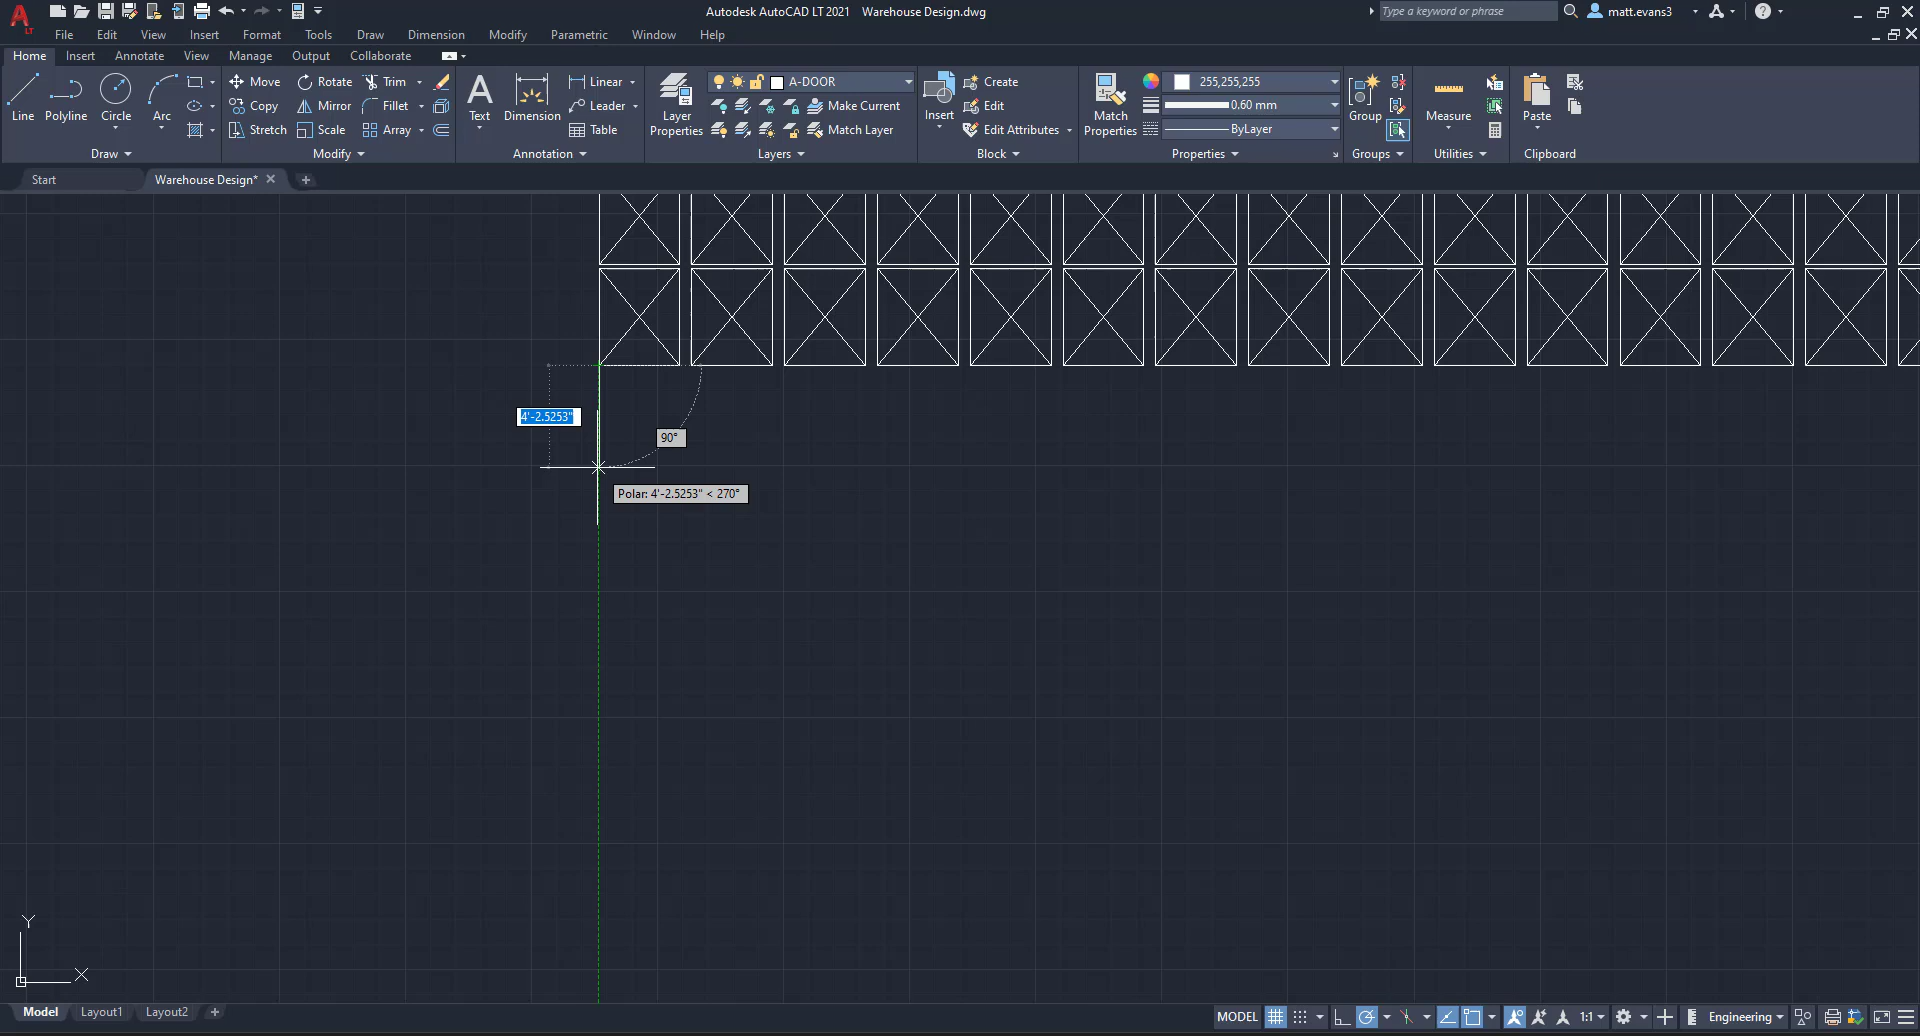 Autodesk AutoCAD LT 2021 Warehouse Design.dwg
Type a keyword or phrase
matt.evans3
LT
File Edit View Insert Format Tools Draw Dimension Modify Parametric Window Help
Home Insert Annotate View Manage Output Collaborate
Move Rotate Trim Linear A-DOOR Create 255,255,255
Copy Mirror Fillet Leader Make Current Edit 0.60 mm
Line Polyline Circle Arc Text Dimension Layer Properties Insert Match Properties Group Measure Paste
Stretch Scale Array Table Match Layer Edit Attributes ByLayer
Draw Modify Annotation Layers Block Properties Groups Utilities Clipboard
Start Warehouse Design*
4'-2.5253"
90°
Polar: 4'-2.5253" < 270°
Y
X
Model Layout1 Layout2
MODEL 1:1 Engineering